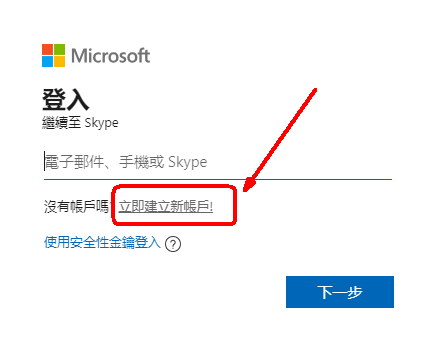 Microsoft
登入
繼續至 Skype
電子郵件、手機或 Skype
沒有帳戶嗎 立即建立新帳戶!
使用安全性金鑰登入 ?
下一步